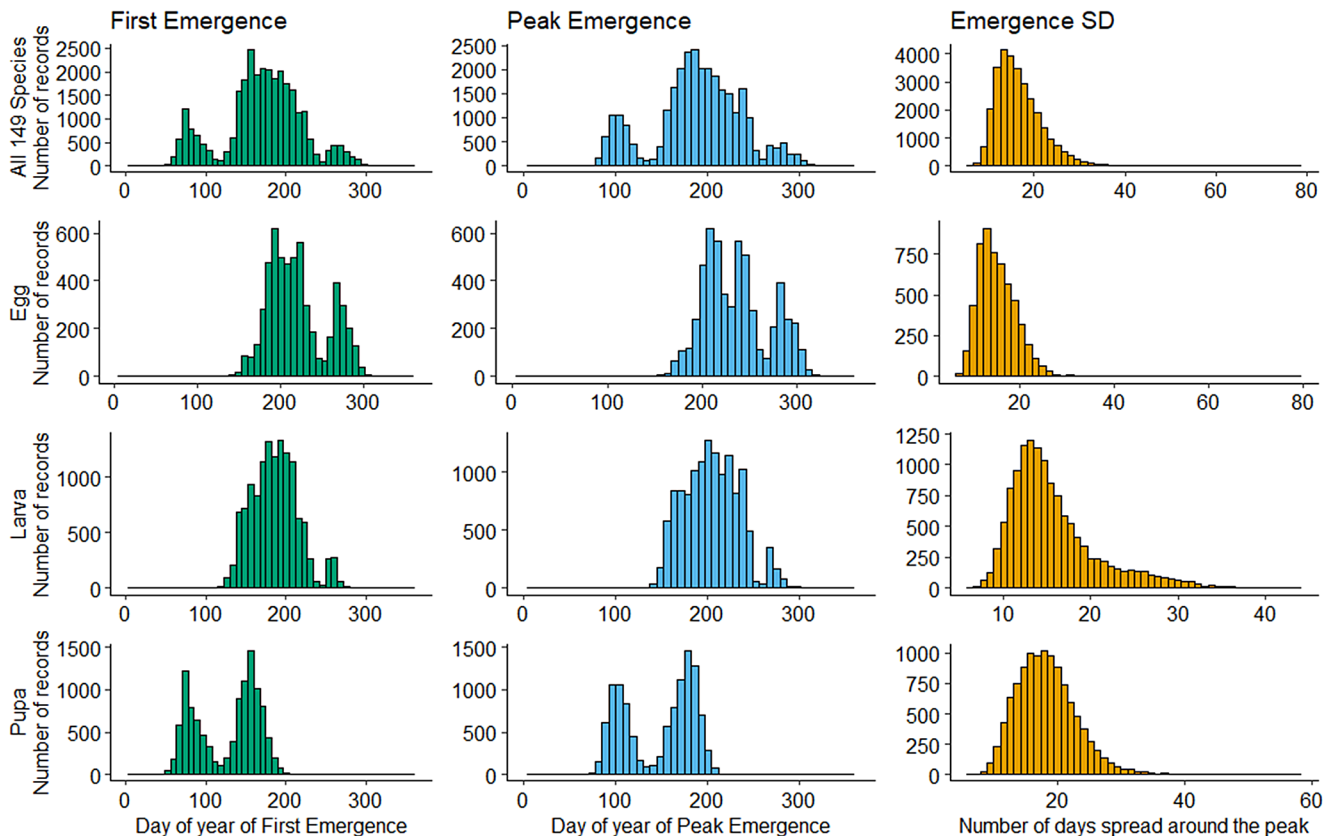 First Emergence
Peak Emergence
Emergence SD
All 149 Species
Number of records
2500
2000
1500
1000
500
0
0 100 200 300
2500
2000
1500
1000
500
0
0 100 200 300
4000
3000
2000
1000
0
20 40 60 80
Egg
Number of records
600
400
200
0
0 100 200 300
600
400
200
0
0 100 200 300
750
500
250
0
20 40 60 80
Larva
Number of records
1000
500
0
0 100 200 300
1000
500
0
0 100 200 300
1250
1000
750
500
250
0
10 20 30 40
Pupa
Number of records
1500
1000
500
0
0 100 200 300
Day of year of First Emergence
1500
1000
500
0
0 100 200 300
Day of year of Peak Emergence
1000
750
500
250
0
20 40 60
Number of days spread around the peak